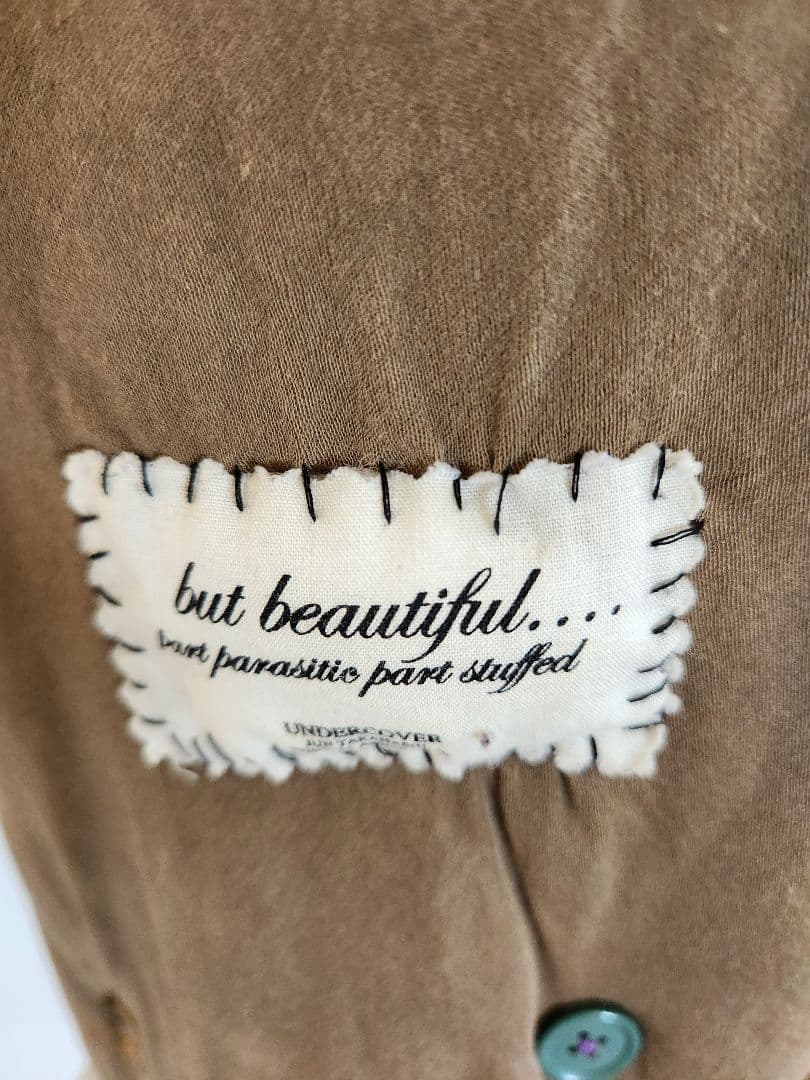 but beautiful....
part parasitic part stuffed
UNDERCOVER